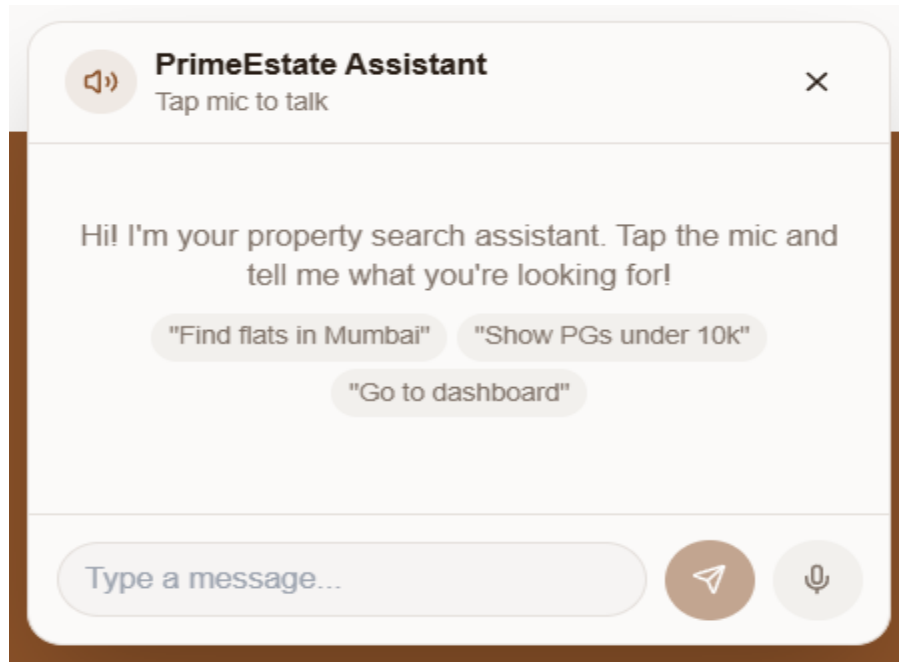 PrimeEstate Assistant
Tap mic to talk
Hi! I'm your property search assistant. Tap the mic and
tell me what you're looking for!
"Find flats in Mumbai" "Show PGs under 10k"
"Go to dashboard"
Type a message...